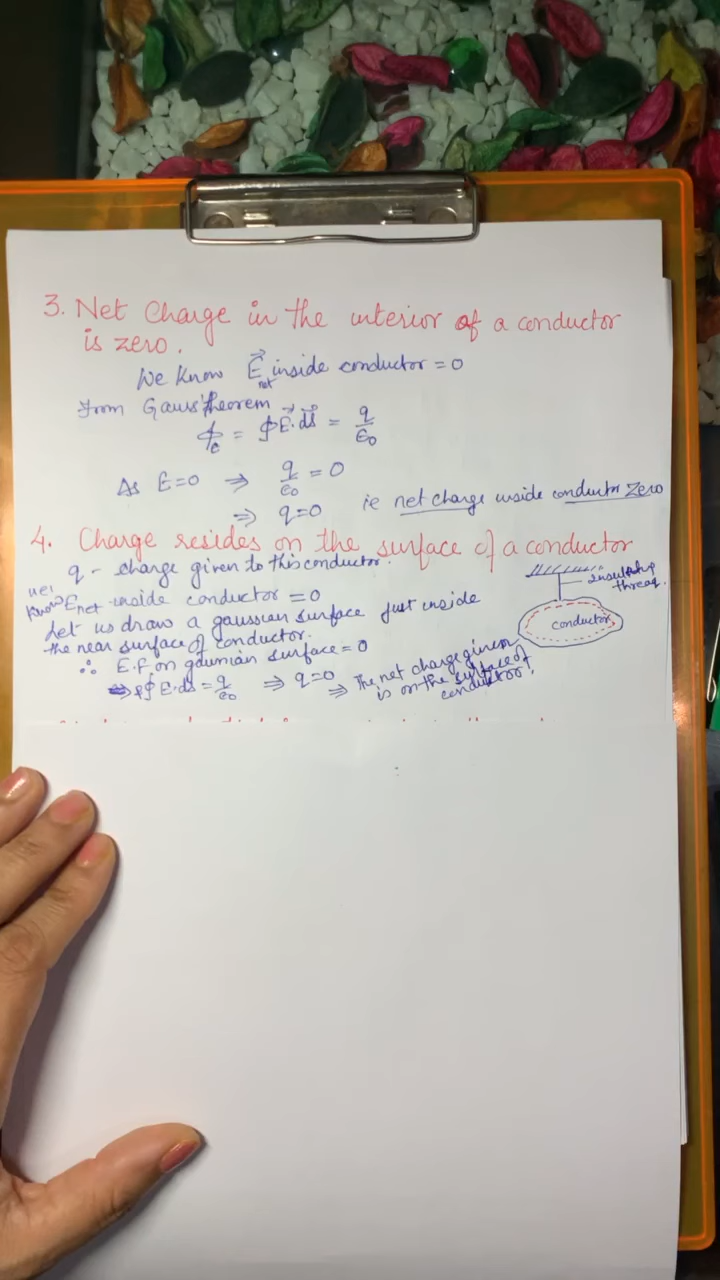 3. Net Charge in the interior of a conductor
is zero.
We Know E⃗net inside conductor = 0
From Gauss Theorem
ϕE = ∮E⃗.ds⃗ = q/ε0
As E=0 ⇒ q/ε0 = 0
⇒ q=0 ie net charge inside conductor zero
4. Charge resides on the surface of a conductor
q - charge given to this conductor.
we know Enet inside conductor = 0
Let us draw a gaussian surface just inside
the near surface of conductor.
∴ E.F on gaussian surface = 0
⇒ ∮ E.ds = q/ε0 ⇒ q=0 ⇒ The net charge given
is on the surface of
conductor.
insulating
thread.
conductor